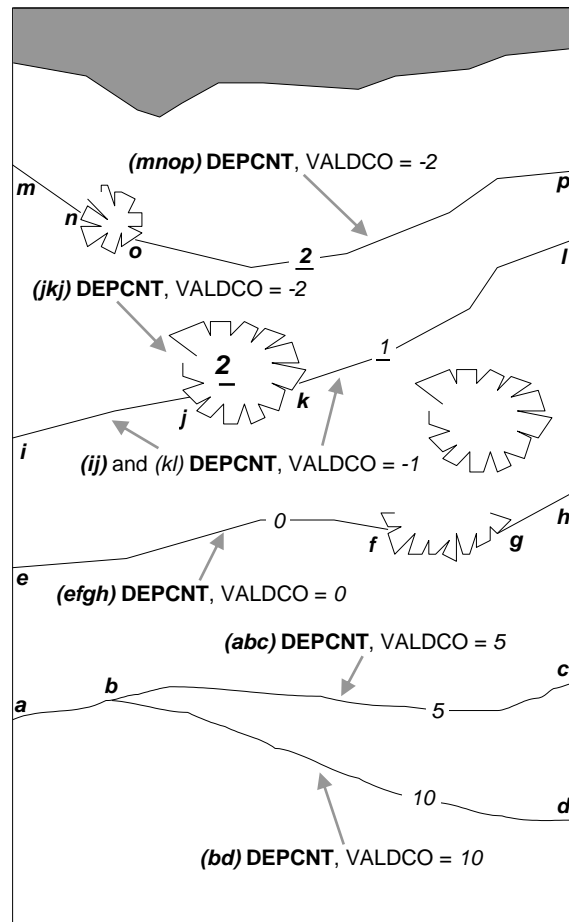 (mnop) DEPCNT, VALDCO = -2
m
p
n
o
2
l
(jkj) DEPCNT, VALDCO = -2
1
2
j
k
i
(ij) and (kl) DEPCNT, VALDCO = -1
h
0
f
g
e
(efgh) DEPCNT, VALDCO = 0
(abc) DEPCNT, VALDCO = 5
c
b
a
5
10
d
(bd) DEPCNT, VALDCO = 10